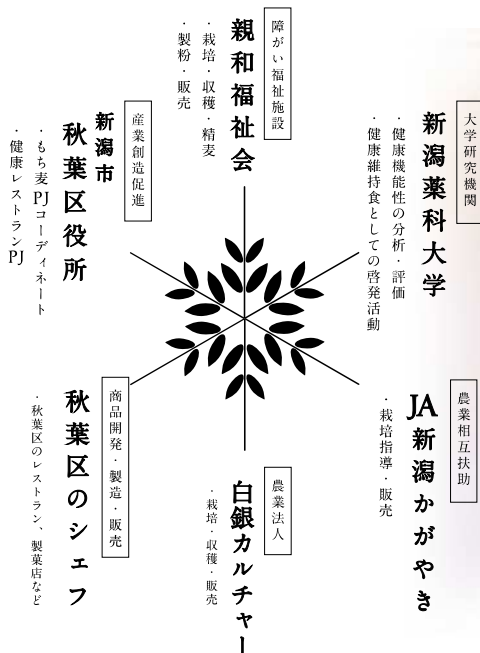 障がい福祉施設
親和福祉会
・栽培・収穫・精麦
・製粉・販売
大学研究機関
新潟薬科大学
・健康機能性の分析・評価
・健康維持食としての啓発活動
農業相互扶助
JA新潟かがやき
・栽培指導・販売
農業法人
白銀カルチャー
・栽培・収穫・販売
商品開発・製造・販売
秋葉区のシェフ
・秋葉区のレストラン、製菓店など
産業創造促進
新潟市
秋葉区役所
・もち麦PJコーディネート
・健康レストランPJ